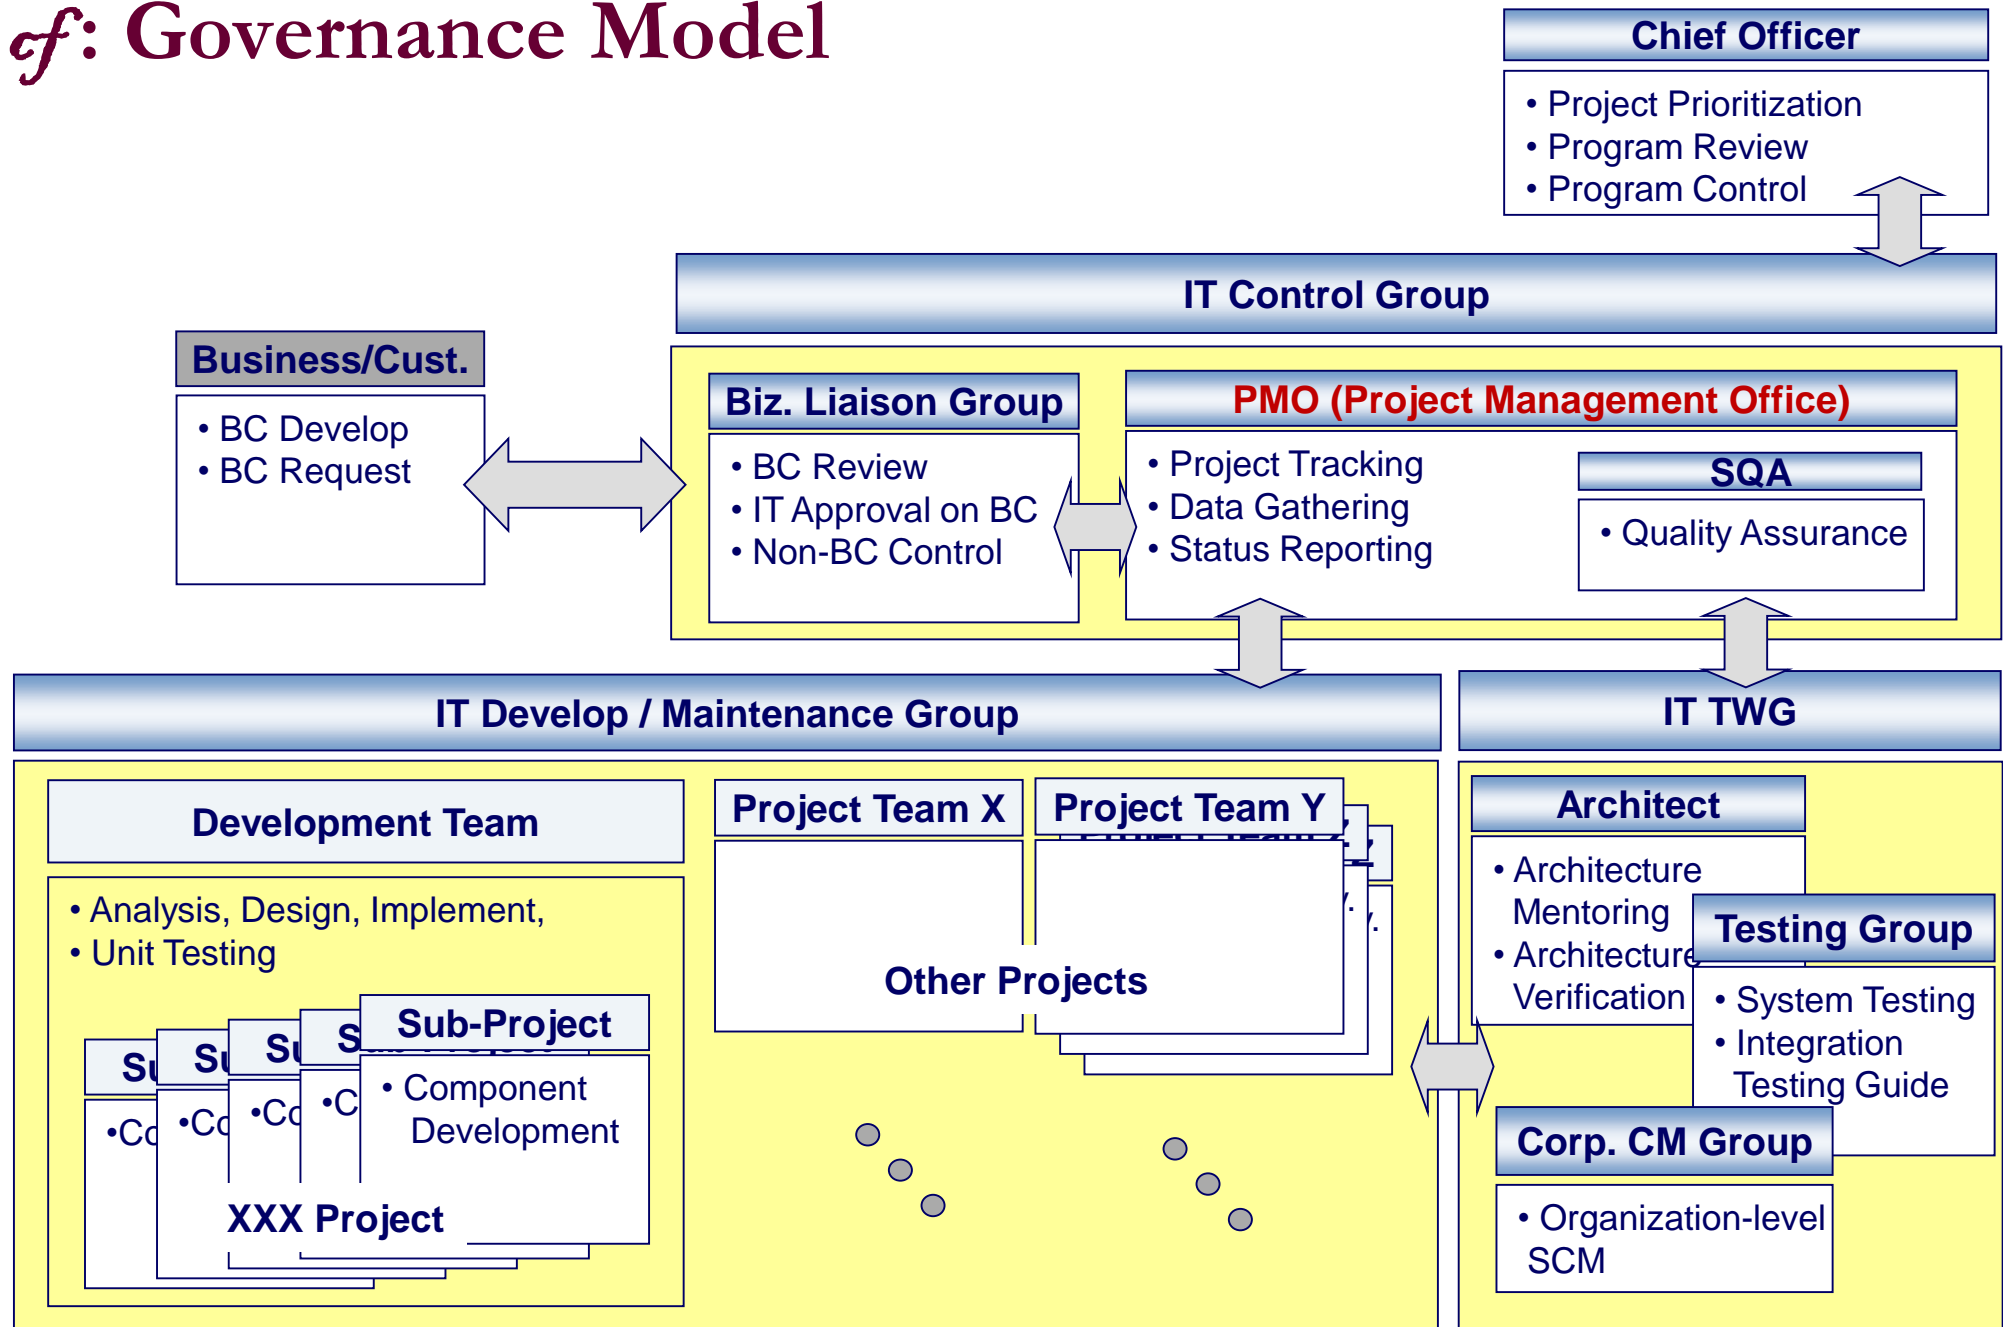 cf: Governance Model
Chief Officer
• Project Prioritization
• Program Review
• Program Control
IT Control Group
Business/Cust.
• BC Develop
• BC Request
Biz. Liaison Group
• BC Review
• IT Approval on BC
• Non-BC Control
PMO (Project Management Office)
• Project Tracking
• Data Gathering
• Status Reporting
SQA
• Quality Assurance
IT Develop / Maintenance Group
IT TWG
Development Team
• Analysis, Design, Implement,
• Unit Testing
Sub-Project
• Component
Development
XXX Project
Project Team X
Project Team Y
Other Projects
Architect
• Architecture
Mentoring
• Architecture
Verification
Testing Group
• System Testing
• Integration
Testing Guide
Corp. CM Group
• Organization-level
SCM